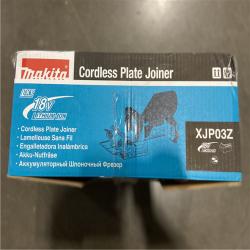 Makita
Cordless Plate Joiner
LXT
18V
LITHIUM-ION
• Cordless Plate Joiner
• Lamelleuse Sans Fil
• Engalletadora Inalámbrica
• Akku-Nutfräse
• Аккумуляторный Шпоночный Фрезер
XJP03Z